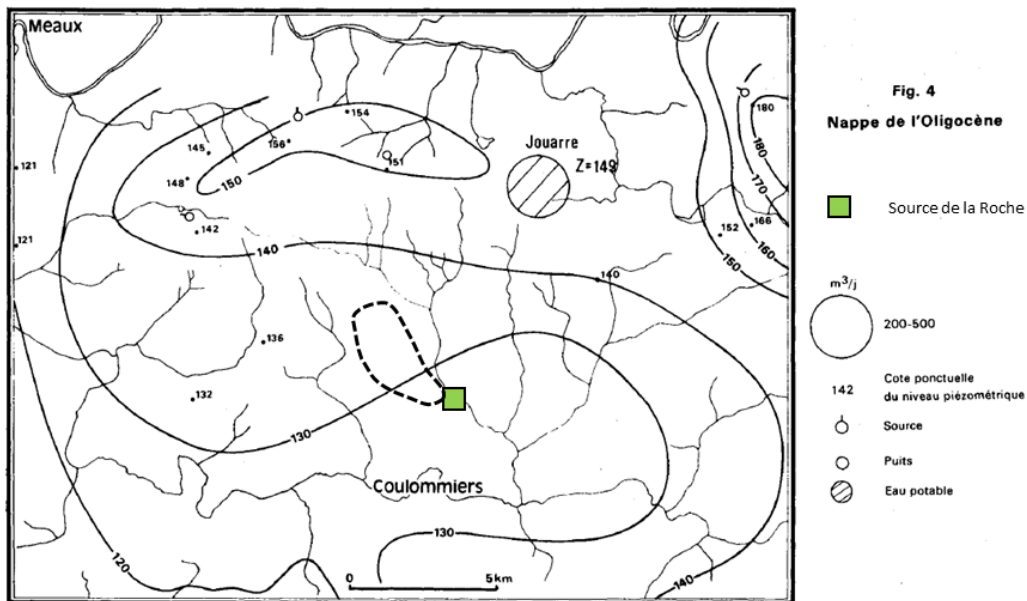 Meaux
154
145
156
121
148
150
151
Jouarre
Z=149
142
121
140
140
180
180
170
166
152
160
150
136
132
130
Coulommiers
130
120
140
0 5km
Fig. 4
Nappe de l'Oligocène
Source de la Roche
m³/j
200-500
142 Cote ponctuelle
du niveau piézométrique
Source
Puits
Eau potable